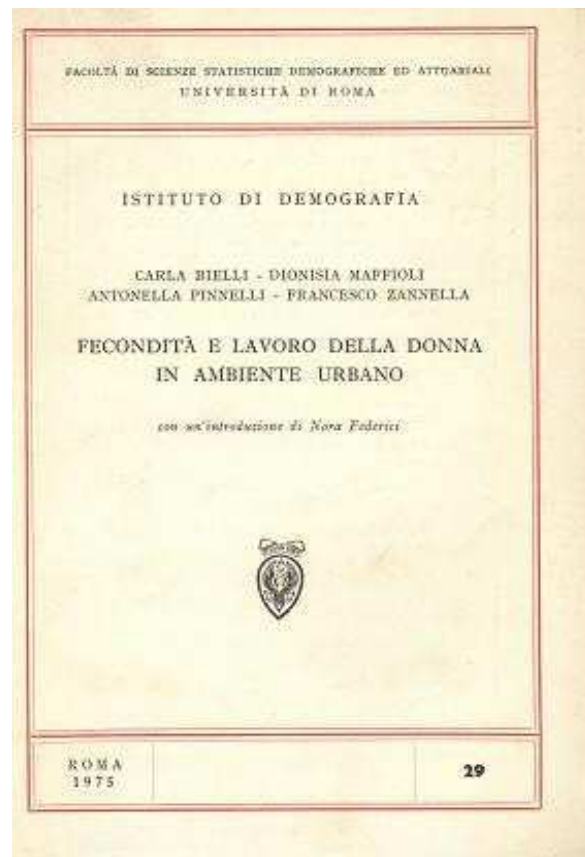 FACOLTÀ DI SCIENZE STATISTICHE DEMOGRAFICHE ED ATTUARIALI
UNIVERSITÀ DI ROMA
ISTITUTO DI DEMOGRAFIA
CARLA BIELLI - DIONISIA MAFFIOLI
ANTONELLA PINNELLI - FRANCESCO ZANNELLA
FECONDITÀ E LAVORO DELLA DONNA
IN AMBIENTE URBANO
con un'introduzione di Nora Federici
ROMA
1975
29